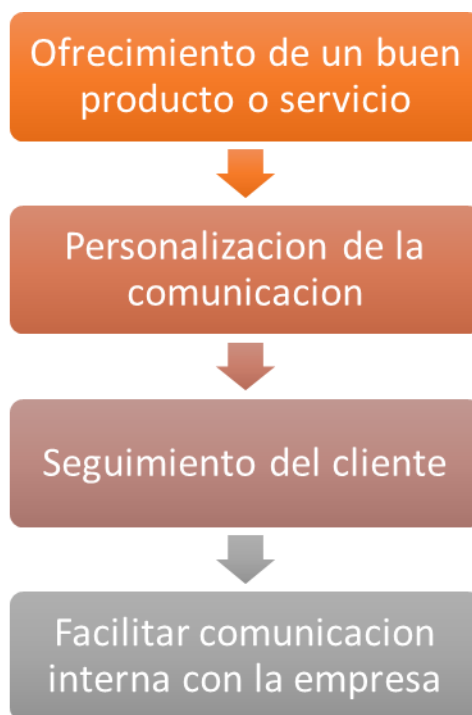 Ofrecimiento de un buen
producto o servicio
Personalizacion de la
comunicacion
Seguimiento del cliente
Facilitar comunicacion
interna con la empresa